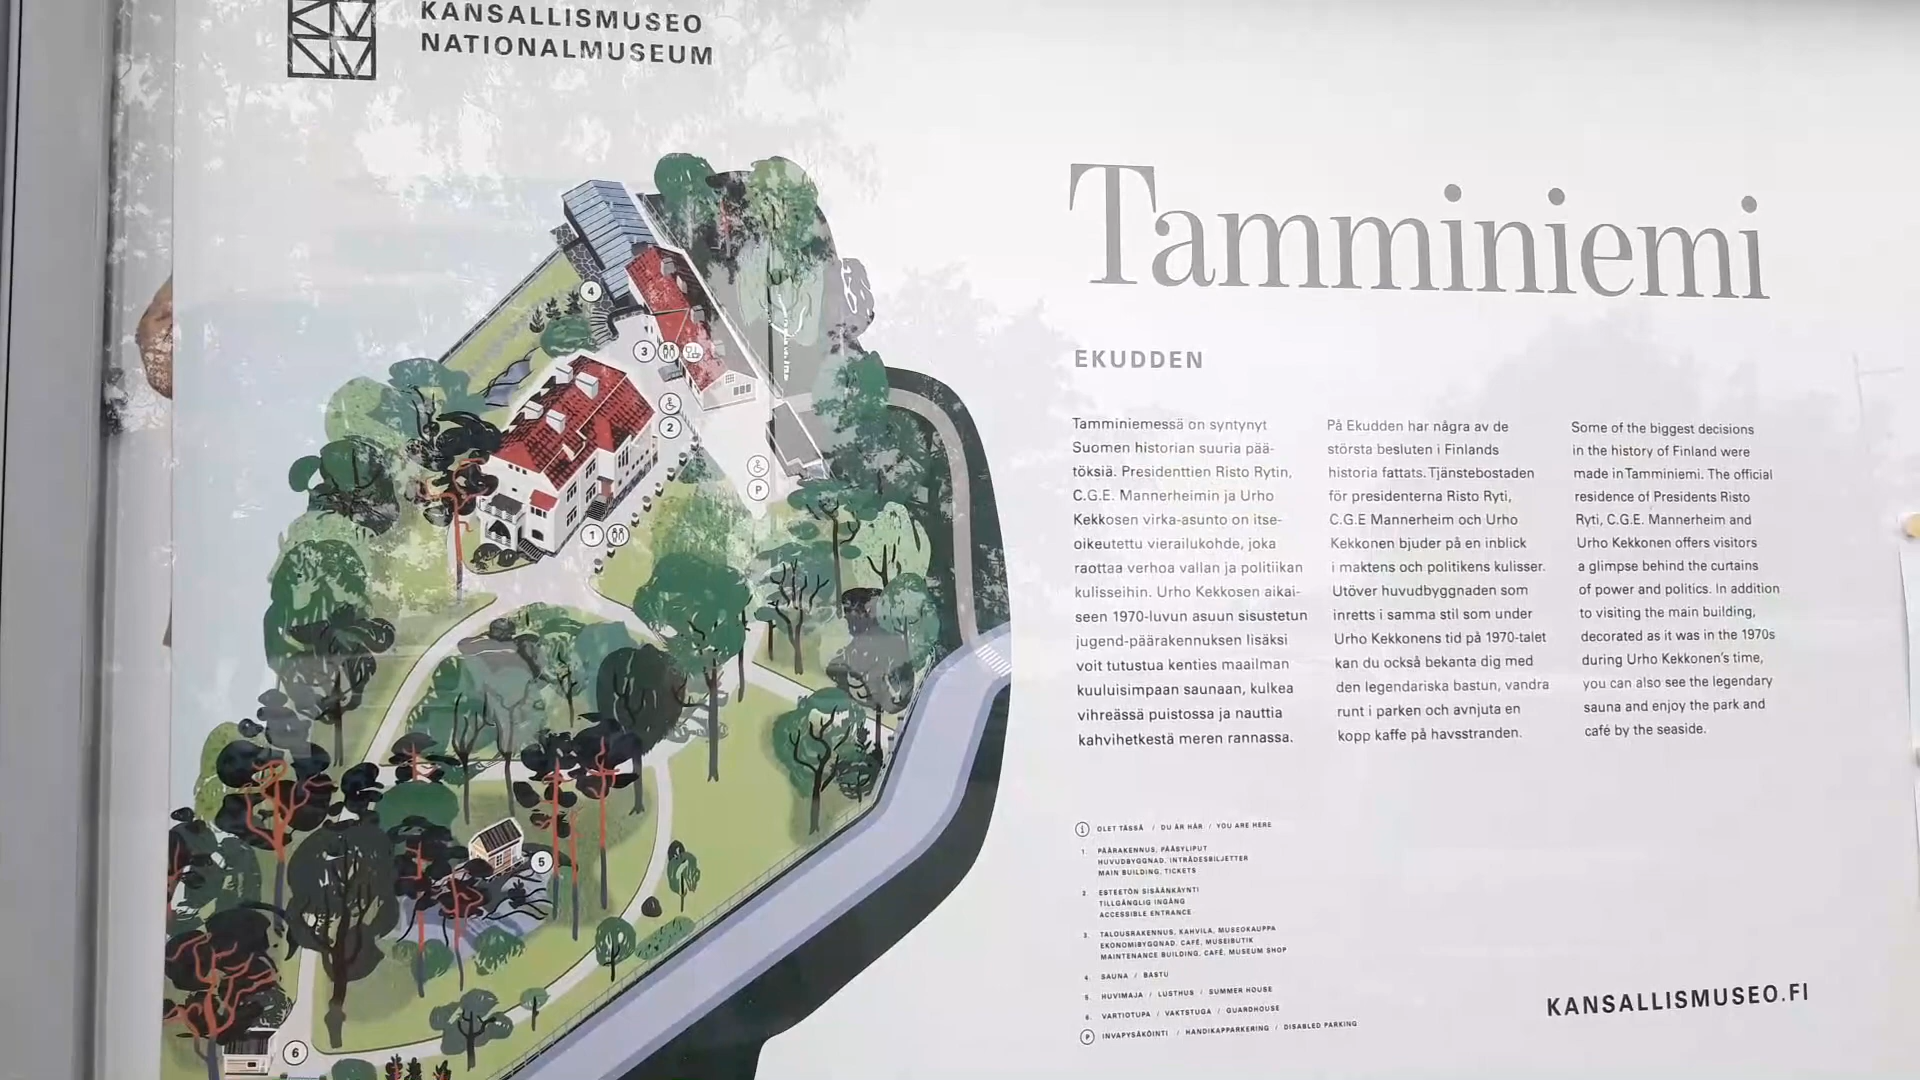 KANSALLISMUSEO
NATIONALMUSEUM
Tamminiemi
EKUDDEN
Tamminiemessä on syntynyt
Suomen historian suuria pää-
töksiä. Presidenttien Risto Rytin,
C.G.E. Mannerheimin ja Urho
Kekkosen virka-asunto on itse-
oikeutettu vierailukohde, joka
raottaa verhoa vallan ja politiikan
kulisseihin. Urho Kekkosen aikai-
seen 1970-luvun asuun sisustetun
jugend-päärakennuksen lisäksi
voit tutustua kenties maailman
kuuluisimpaan saunaan, kulkea
vihreässä puistossa ja nauttia
kahvihetkestä meren rannassa.
På Ekudden har några av de
största besluten i Finlands
historia fattats. Tjänstebostaden
för presidenterna Risto Ryti,
C.G.E Mannerheim och Urho
Kekkonen bjuder på en inblick
i maktens och politikens kulisser.
Utöver huvudbyggnaden som
inretts i samma stil som under
Urho Kekkonens tid på 1970-talet
kan du också bekanta dig med
den legendariska bastun, vandra
runt i parken och avnjuta en
kopp kaffe på havsstranden.
Some of the biggest decisions
in the history of Finland were
made in Tamminiemi. The official
residence of Presidents Risto
Ryti, C.G.E. Mannerheim and
Urho Kekkonen offers visitors
a glimpse behind the curtains
of power and politics. In addition
to visiting the main building,
decorated as it was in the 1970s
during Urho Kekkonen's time,
you can also see the legendary
sauna and enjoy the park and
café by the seaside.
4
3
2
P
1
5
6
i OLET TÄSSÄ / DU ÄR HÄR / YOU ARE HERE
1. PÄÄRAKENNUS, PÄÄSYLIPUT
HUVUDBYGGNAD, INTRÄDESBILJETTER
MAIN BUILDING, TICKETS
2. ESTEETÖN SISÄÄNKÄYNTI
TILLGÄNGLIG INGÅNG
ACCESSIBLE ENTRANCE
3. TALOUSRAKENNUS, KAHVILA, MUSEOKAUPPA
EKONOMIBYGGNAD, CAFÉ, MUSEIBUTIK
MAINTENANCE BUILDING, CAFÉ, MUSEUM SHOP
4. SAUNA / BASTU
5. HUVIMAJA / LUSTHUS / SUMMER HOUSE
6. VARTIOTUPA / VAKTSTUGA / GUARDHOUSE
P INVAPYSÄKÖINTI / HANDIKAPPARKERING / DISABLED PARKING
KANSALLISMUSEO.FI